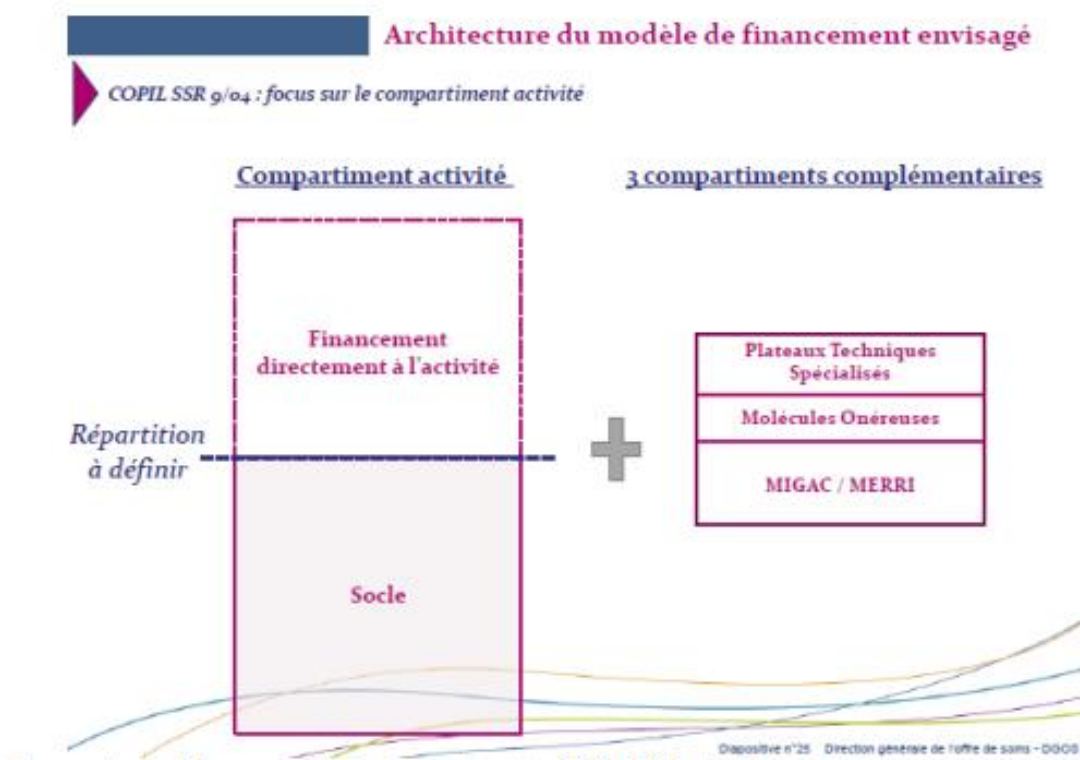 Architecture du modèle de financement envisagé
COPIL SSR 9/04 : focus sur le compartiment activité
Compartiment activité
3 compartiments complémentaires
Financement
directement à l'activité
Plateaux Techniques
Spécialisés
Molécules Onéreuses
MIGAC / MERRI
Répartition
à définir
Socle
Diapositive n°25 Direction générale de l'offre de soins - DGOS